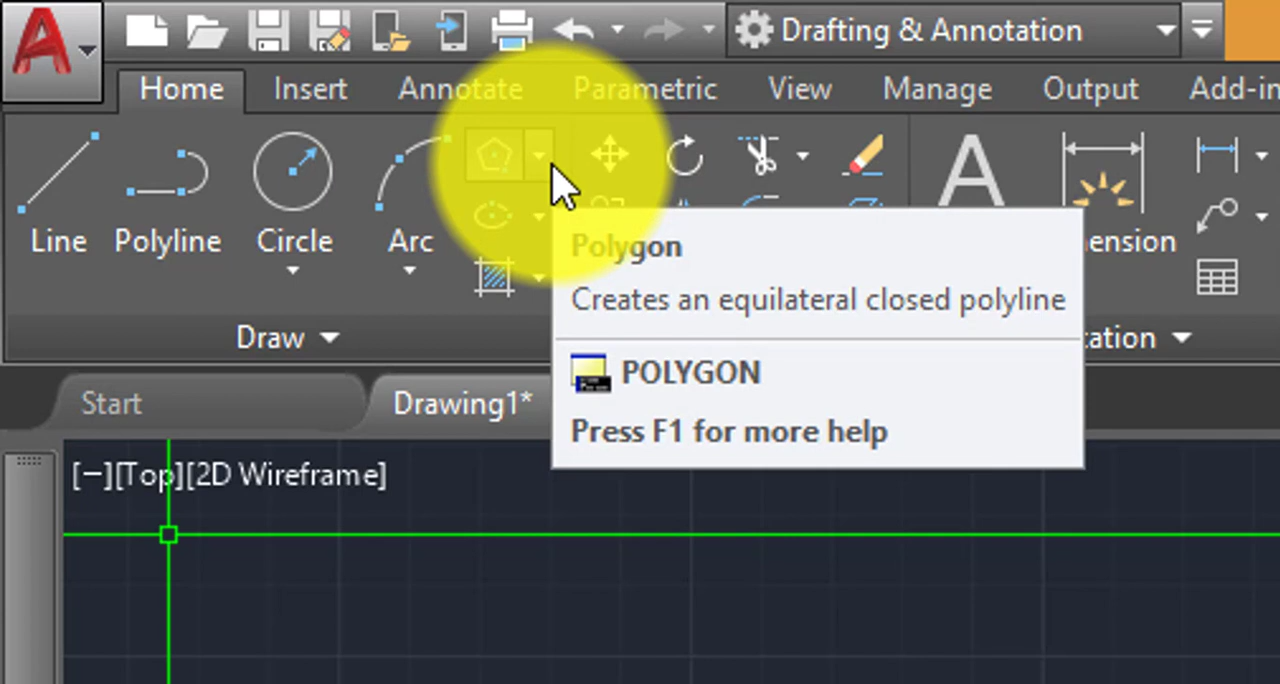 Drafting & Annotation
Home Insert Annotate Parametric View Manage Output Add-in
Line Polyline Circle Arc
A
ension
Polygon
Creates an equilateral closed polyline
Draw
tation
POLYGON
Start Drawing1*
Press F1 for more help
[−][Top][2D Wireframe]